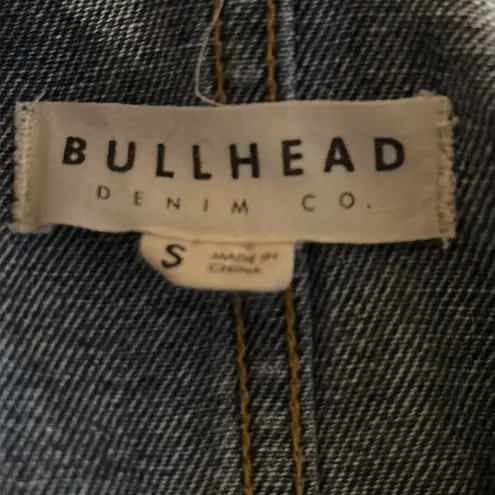 BULLHEAD
DENIM CO.
S MADE IN
CHINA